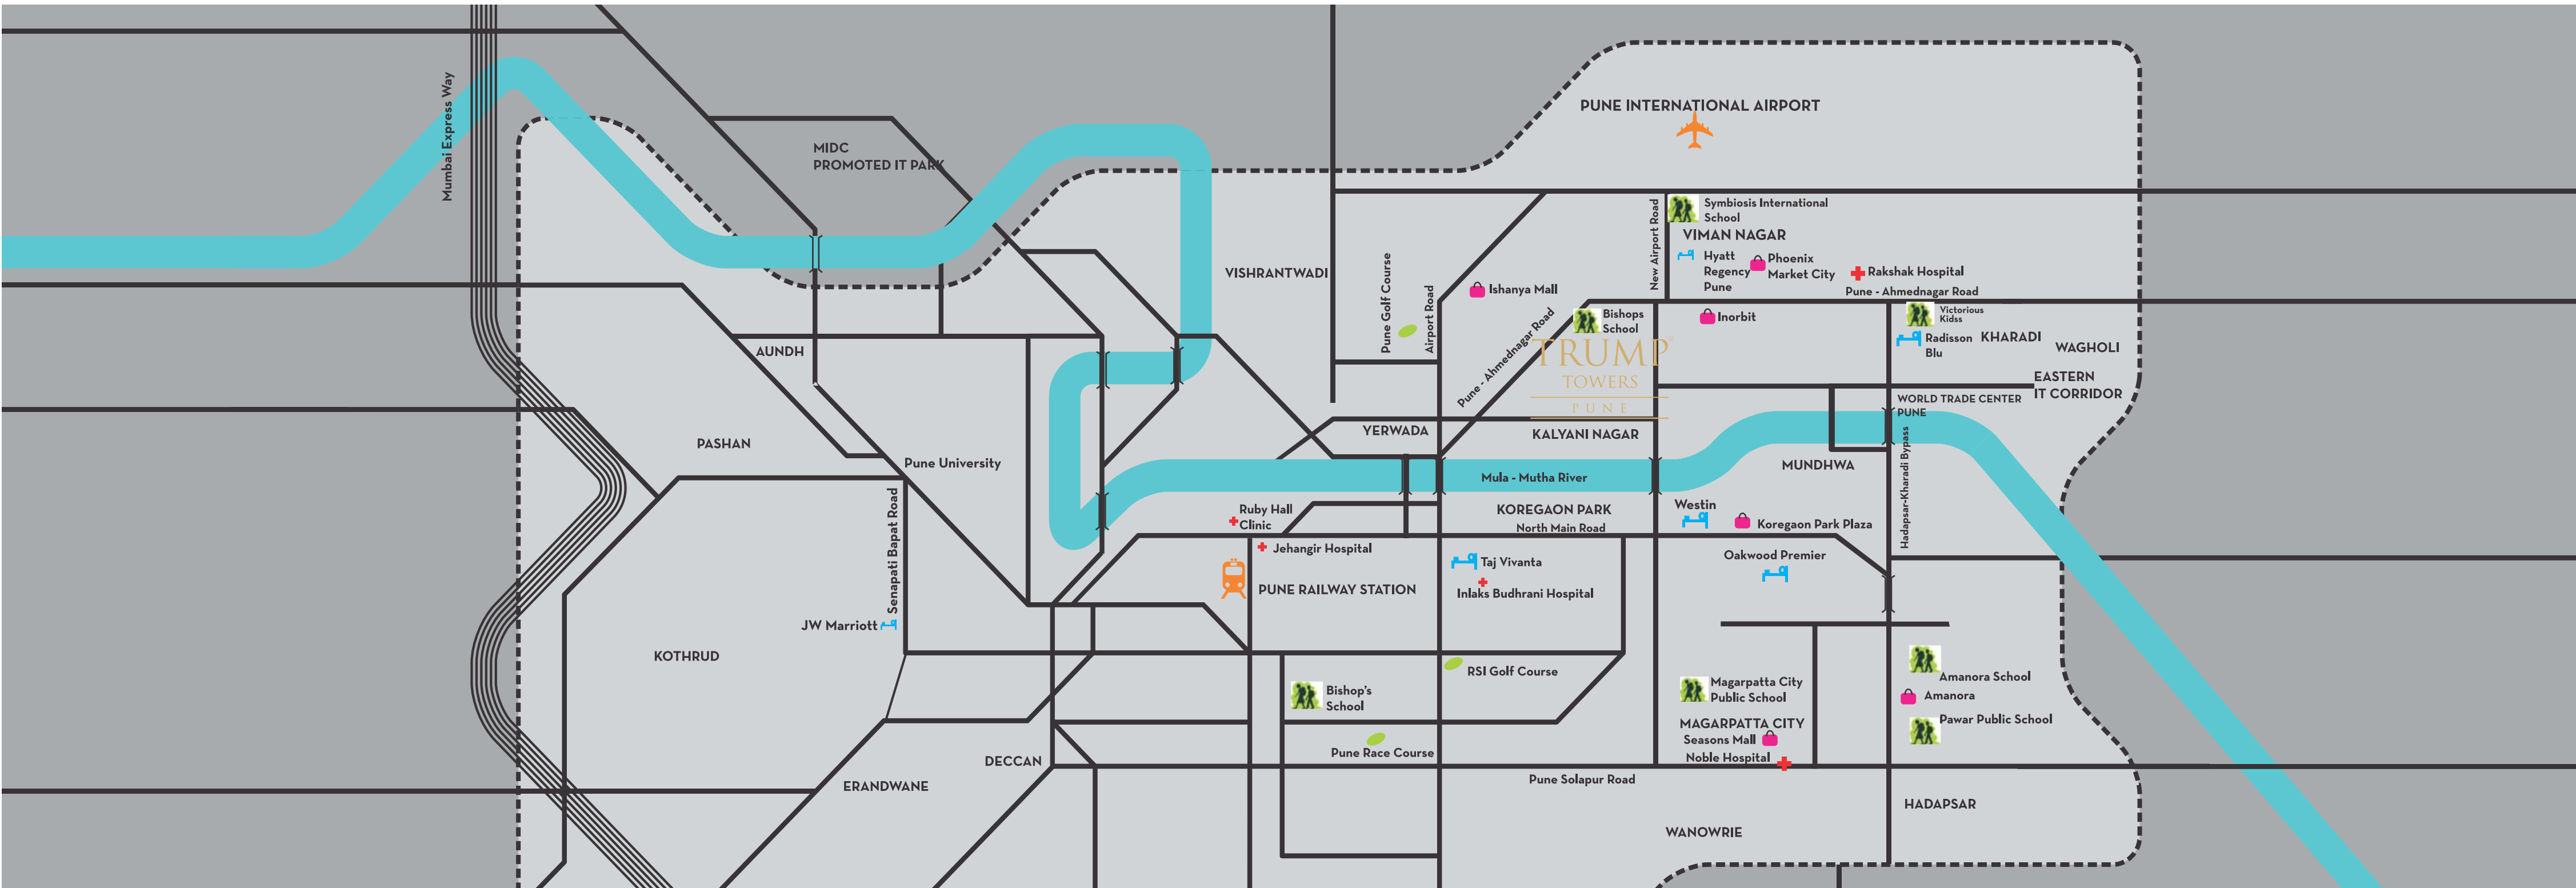 PUNE INTERNATIONAL AIRPORT
Mumbai Express Way
MIDC
PROMOTED IT PARK
Symbiosis International
School
New Airport Road
VIMAN NAGAR
Hyatt
Regency
Pune
Phoenix
Market City
Rakshak Hospital
Pune - Ahmednagar Road
VISHRANTWADI
Pune Golf Course
Airport Road
Ishanya Mall
Pune - Ahmednagar Road
Bishops
School
Inorbit
Victorious
Kidss
Radisson
Blu
KHARADI
WAGHOLI
AUNDH
TRUMP
TOWERS
PUNE
EASTERN
IT CORRIDOR
WORLD TRADE CENTER
PUNE
YERWADA
KALYANI NAGAR
PASHAN
Pune University
Mula - Mutha River
MUNDHWA
Hadapsar-Kharadi Bypass
Senapati Bapat Road
Ruby Hall
Clinic
KOREGAON PARK
North Main Road
Westin
Koregaon Park Plaza
Jehangir Hospital
Taj Vivanta
Oakwood Premier
PUNE RAILWAY STATION
Inlaks Budhrani Hospital
JW Marriott
KOTHRUD
RSI Golf Course
Bishop's
School
Magarpatta City
Public School
Amanora School
Amanora
Pawar Public School
MAGARPATTA CITY
Seasons Mall
Noble Hospital
Pune Race Course
DECCAN
Pune Solapur Road
ERANDWANE
HADAPSAR
WANOWRIE